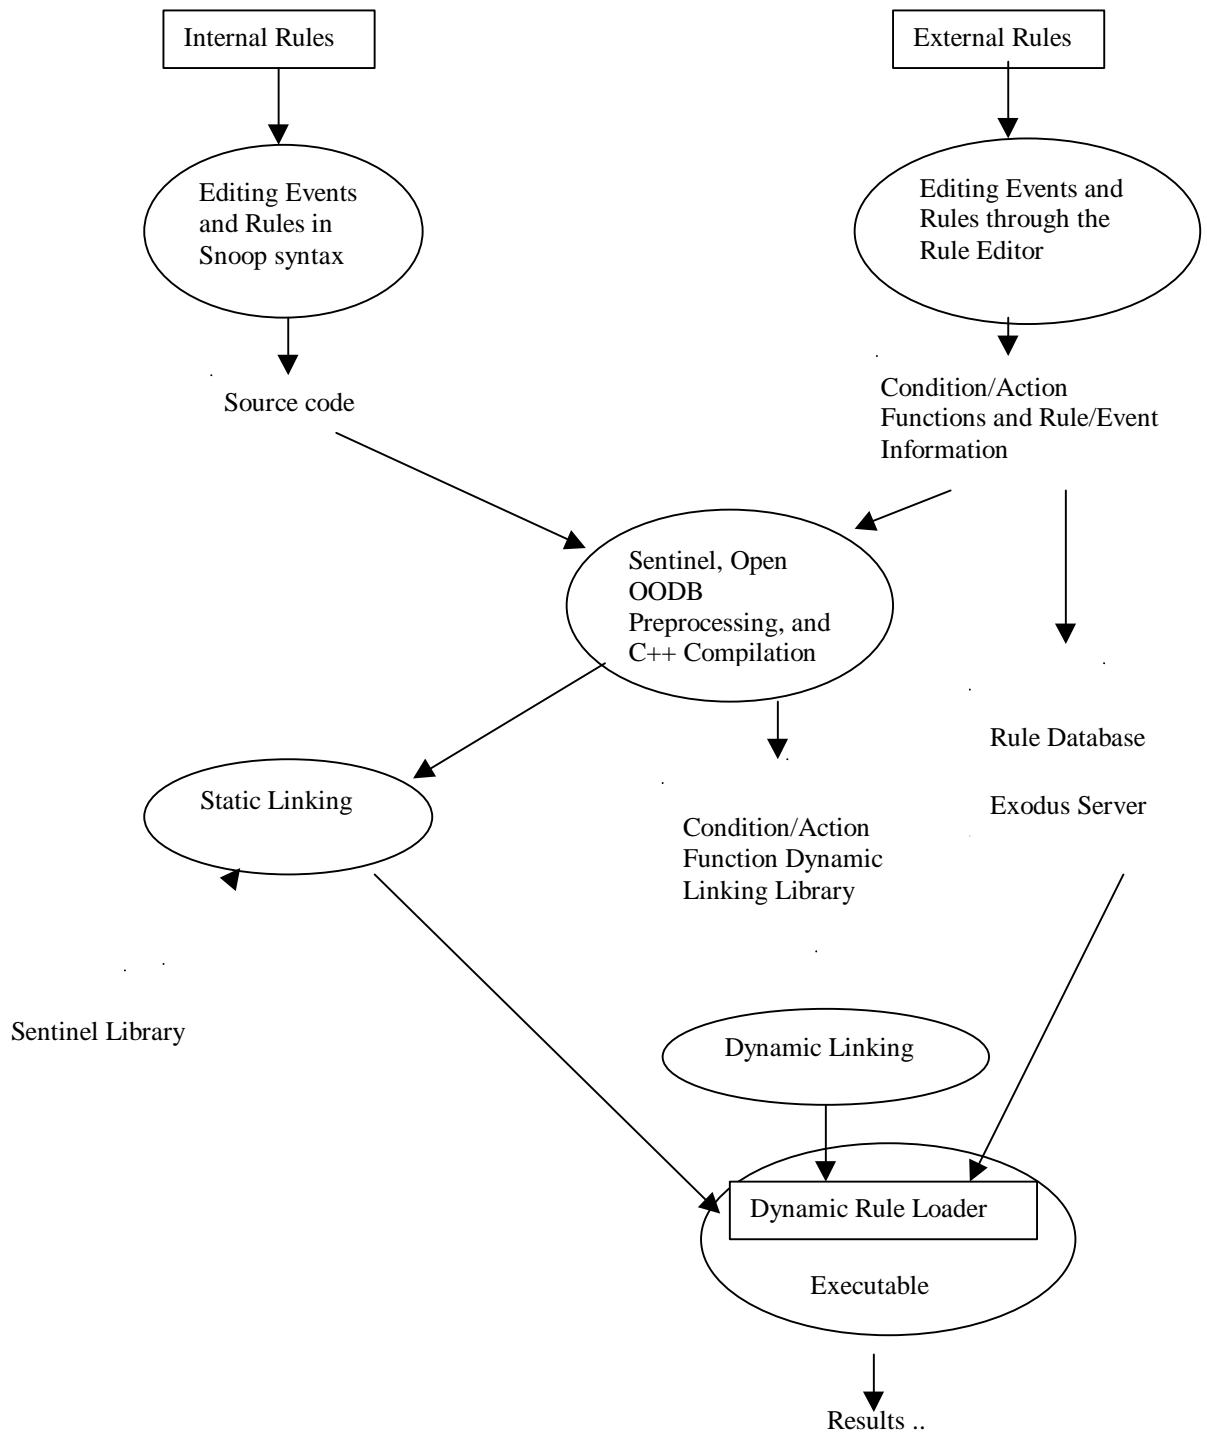 Internal Rules
External Rules
Editing Events
and Rules in
Snoop syntax
Editing Events and
Rules through the
Rule Editor
Source code
Condition/Action
Functions and Rule/Event
Information
Sentinel, Open
OODB
Preprocessing, and
C++ Compilation
Rule Database
Exodus Server
Static Linking
Condition/Action
Function Dynamic
Linking Library
Sentinel Library
Dynamic Linking
Dynamic Rule Loader
Executable
Results ..